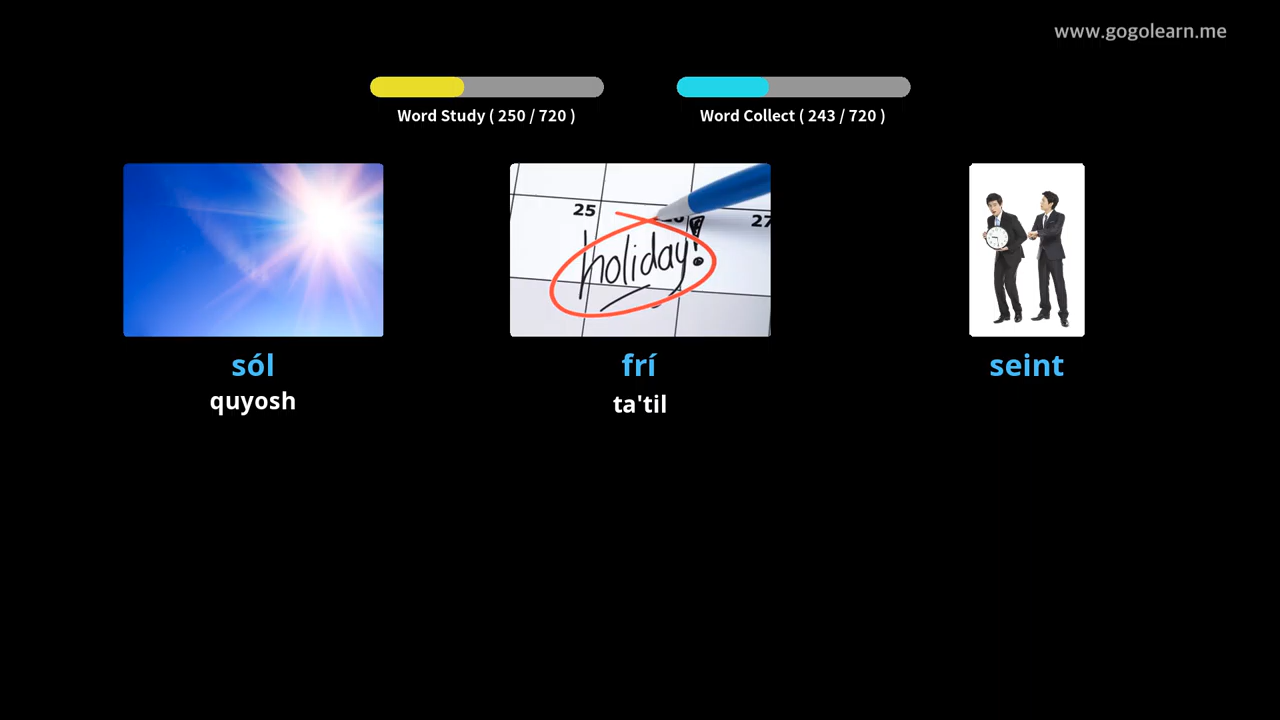 www.gogolearn.me
Word Study ( 250 / 720 )
Word Collect ( 243 / 720 )
25
27
holiday!
sól
frí
seint
quyosh
ta'til